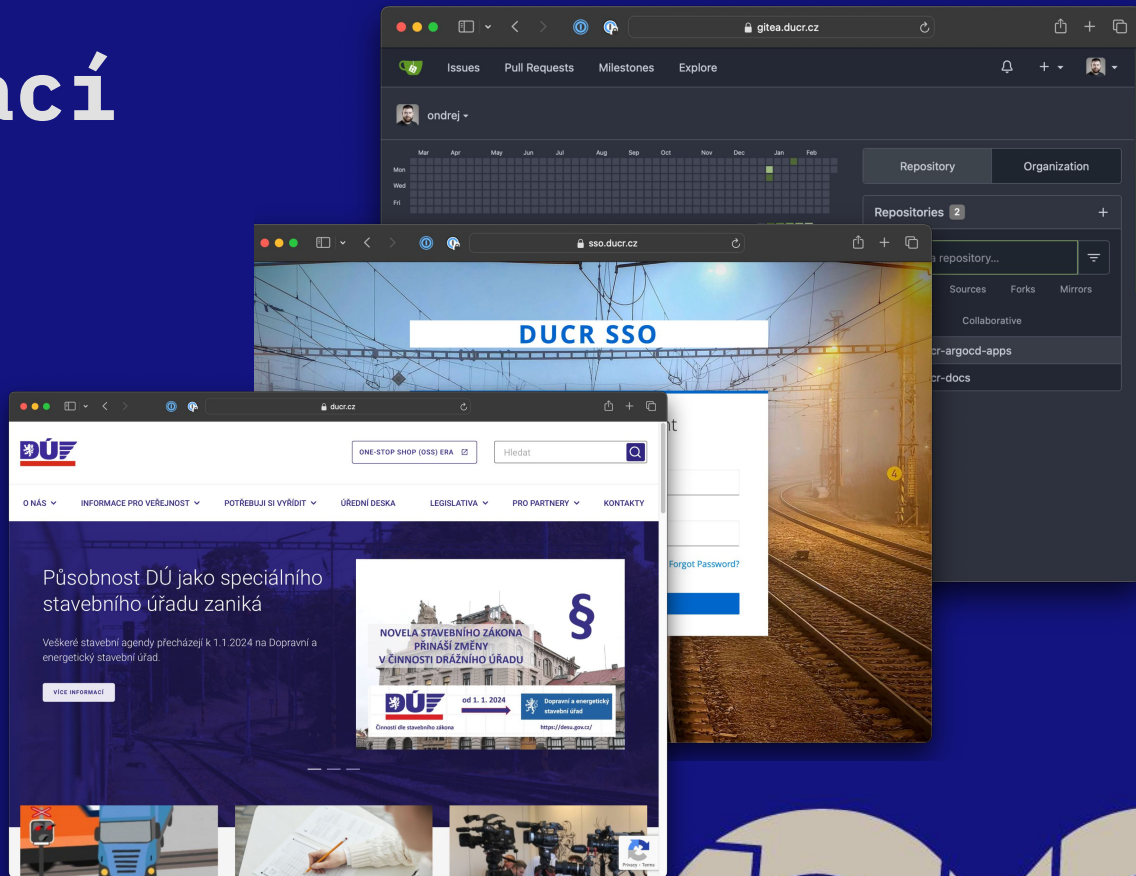 gitea.ducr.cz
Issues Pull Requests Milestones Explore
ondrej
Mar Apr May Jun Jul Aug Sep Oct Nov Dec Jan Feb
Mon
Wed
Fri
Repository Organization
Repositories 2
repository...
Sources Forks Mirrors
Collaborative
cr-argocd-apps
cr-docs
sso.ducr.cz
DUCR SSO
Forgot Password?
4
ducr.cz
DÚ
ONE-STOP SHOP (OSS) ERA
Hledat
O NÁS INFORMACE PRO VEŘEJNOST POTŘEBUJI SI VYŘÍDIT ÚŘEDNÍ DESKA LEGISLATIVA PRO PARTNERY KONTAKTY
Působnost DÚ jako speciálního
stavebního úřadu zaniká
Veškeré stavební agendy přecházejí k 1.1.2024 na Dopravní a
energetický stavební úřad.
VÍCE INFORMACÍ
§
NOVELA STAVEBNÍHO ZÁKONA
PŘINÁŠÍ ZMĚNY
V ČINNOSTI DRÁŽNÍHO ÚŘADU
DÚ
od 1. 1. 2024
Dopravní a energetický
stavební úřad
Činnosti dle stavebního zákona
https://desu.gov.cz/
Privacy - Terms